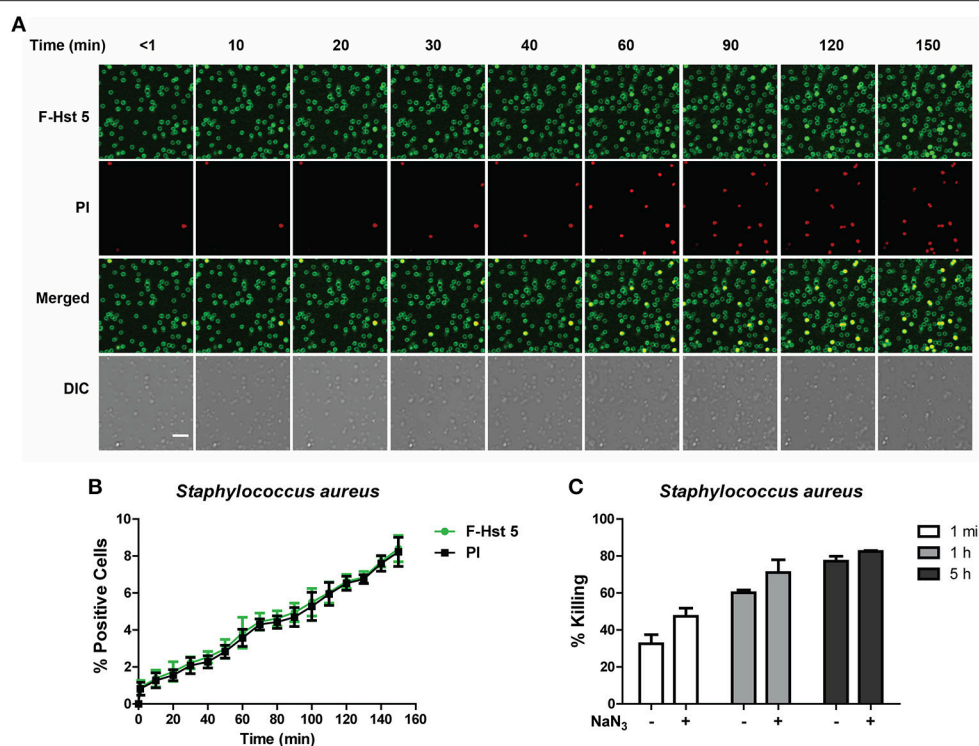 A
Time (min) <1 10 20 30 40 60 90 120 150
F-Hst 5
PI
Merged
DIC
B
Staphylococcus aureus
% Positive Cells
10
8
6
4
2
0
0 20 40 60 80 100 120 140 160
Time (min)
F-Hst 5
PI
C
Staphylococcus aureus
% Killing
100
80
60
40
20
0
NaN3 - + - + - +
1 mi
1 h
5 h